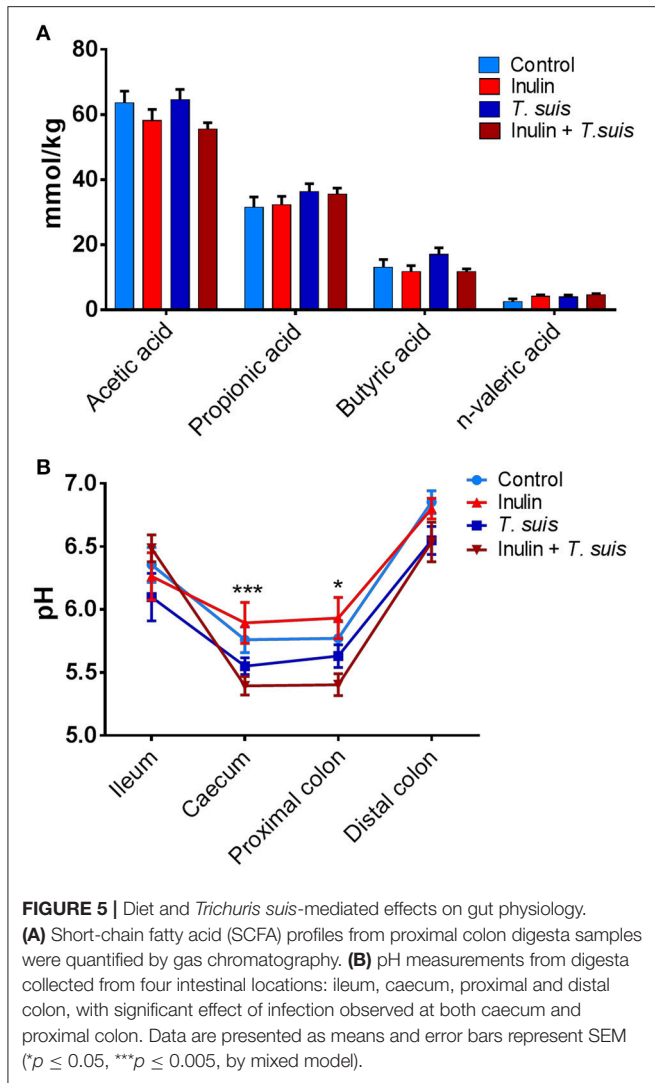 A
80
60
40
20
0
mmol/kg
Control
Inulin
T. suis
Inulin + T.suis
Acetic acid
Propionic acid
Butyric acid
n-valeric acid
B
7.0
6.5
6.0
5.5
5.0
pH
Control
Inulin
T. suis
Inulin + T. suis
***
*
Ileum
Caecum
Proximal colon
Distal colon
FIGURE 5 | Diet and Trichuris suis-mediated effects on gut physiology.
(A) Short-chain fatty acid (SCFA) profiles from proximal colon digesta samples
were quantified by gas chromatography. (B) pH measurements from digesta
collected from four intestinal locations: ileum, caecum, proximal and distal
colon, with significant effect of infection observed at both caecum and
proximal colon. Data are presented as means and error bars represent SEM
(*p ≤ 0.05, ***p ≤ 0.005, by mixed model).